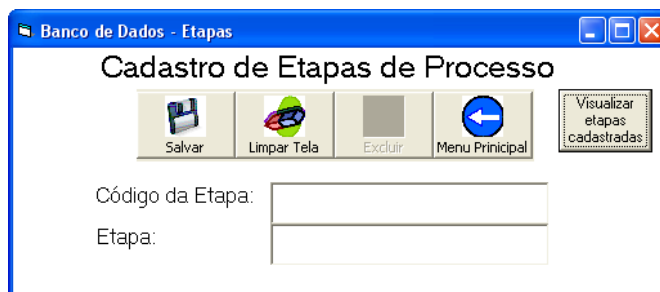 Banco de Dados - Etapas
Cadastro de Etapas de Processo
Salvar
Limpar Tela
Excluir
Menu Prinicipal
Visualizar
etapas
cadastradas
Código da Etapa:
Etapa: